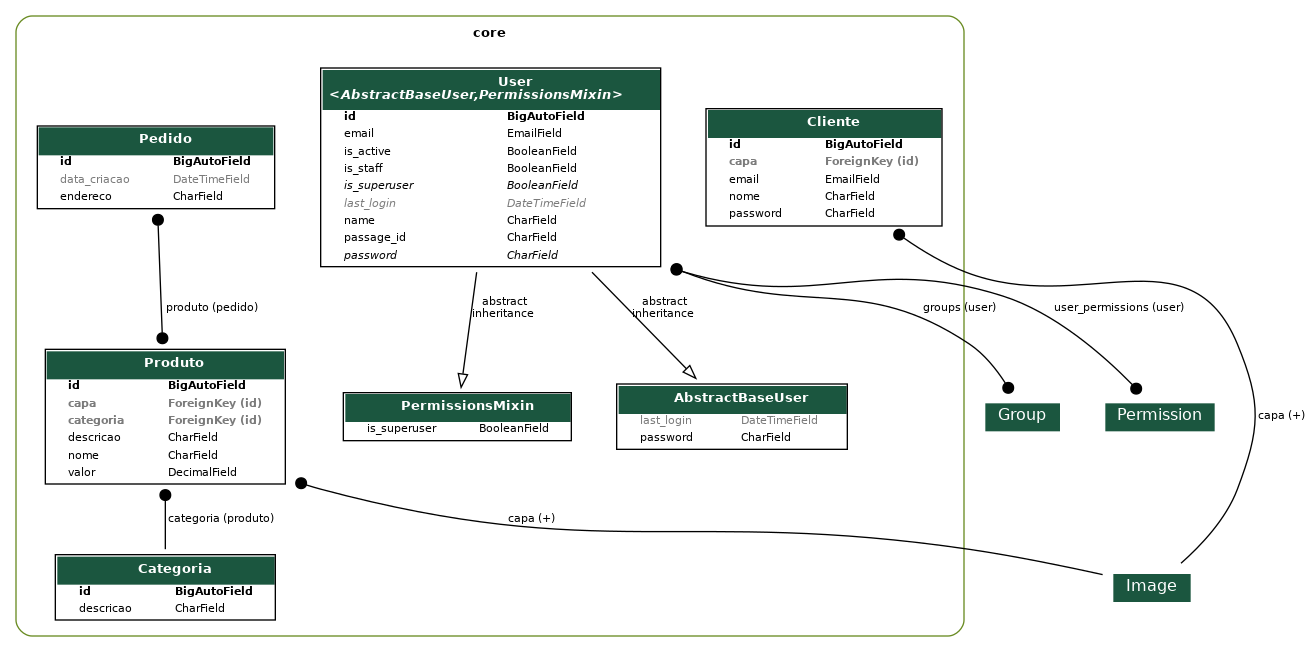 core
User
<AbstractBaseUser,PermissionsMixin>
id BigAutoField
email EmailField
is_active BooleanField
is_staff BooleanField
is_superuser BooleanField
last_login DateTimeField
name CharField
passage_id CharField
password CharField
Cliente
id BigAutoField
capa ForeignKey (id)
email EmailField
nome CharField
password CharField
Pedido
id BigAutoField
data_criacao DateTimeField
endereco CharField
produto (pedido)
abstract
inheritance
abstract
inheritance
groups (user)
user_permissions (user)
Produto
id BigAutoField
capa ForeignKey (id)
categoria ForeignKey (id)
descricao CharField
nome CharField
valor DecimalField
PermissionsMixin
is_superuser BooleanField
AbstractBaseUser
last_login DateTimeField
password CharField
Group
Permission
capa (+)
categoria (produto)
capa (+)
Categoria
id BigAutoField
descricao CharField
Image